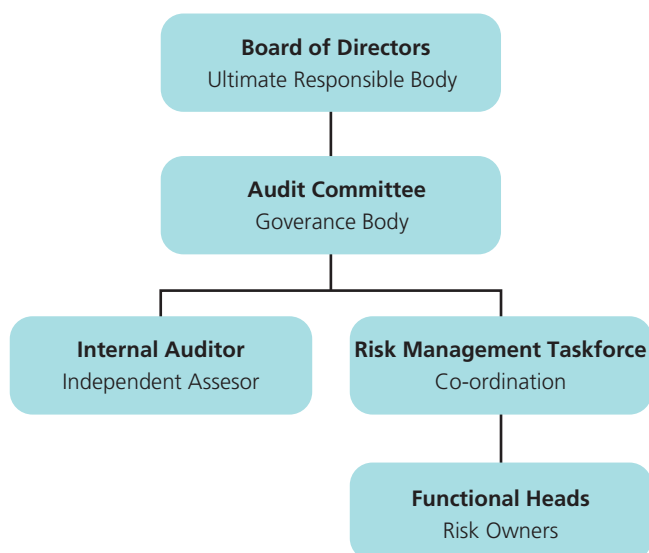 Board of Directors
Ultimate Responsible Body
Audit Committee
Goverance Body
Internal Auditor
Independent Assesor
Risk Management Taskforce
Co-ordination
Functional Heads
Risk Owners